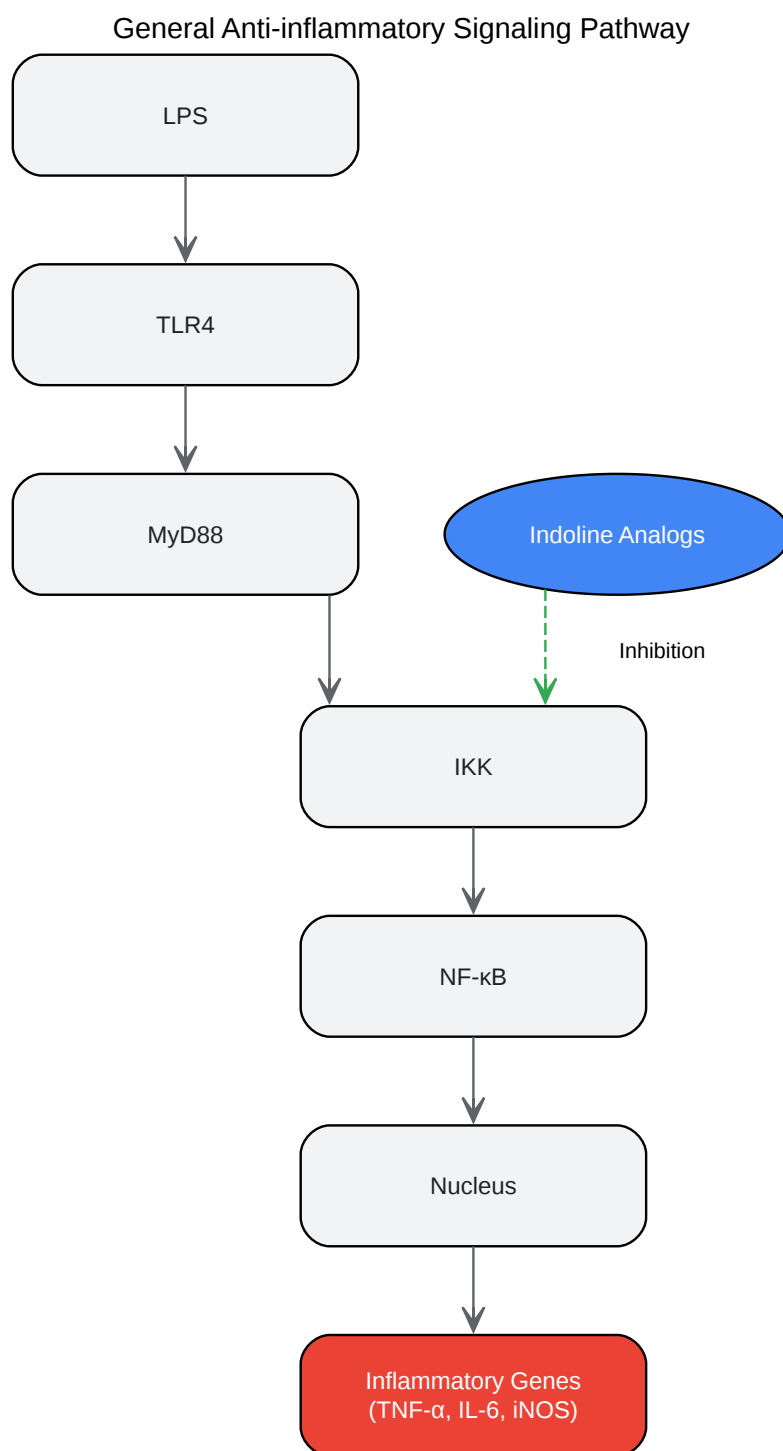 General Anti-inflammatory Signaling Pathway
LPS
TLR4
MyD88
Indoline Analogs
Inhibition
IKK
NF-κB
Nucleus
Inflammatory Genes
(TNF-α, IL-6, iNOS)